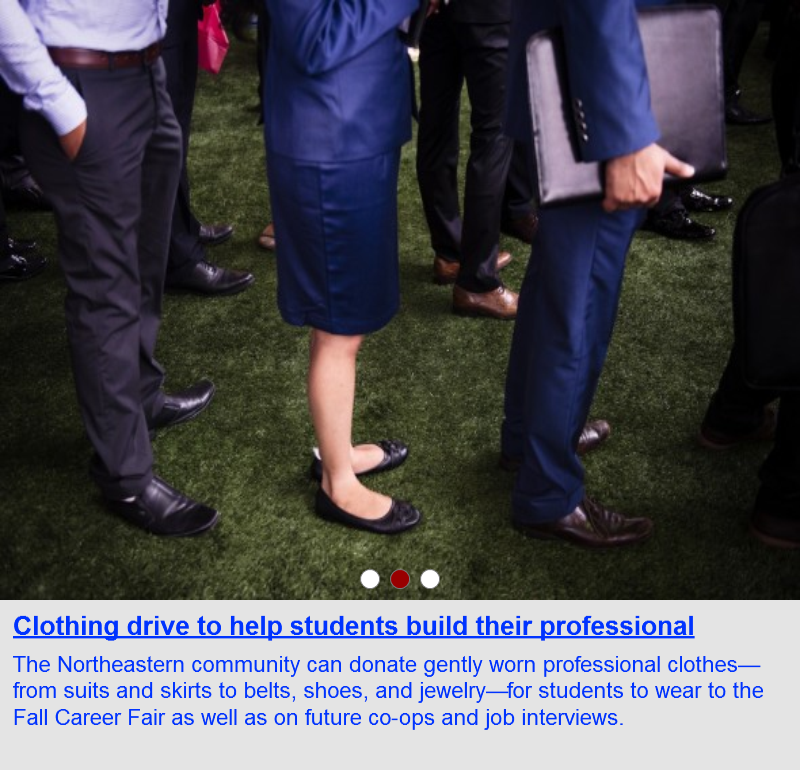 Clothing drive to help students build their professional
The Northeastern community can donate gently worn professional clothes—
from suits and skirts to belts, shoes, and jewelry—for students to wear to the
Fall Career Fair as well as on future co-ops and job interviews.